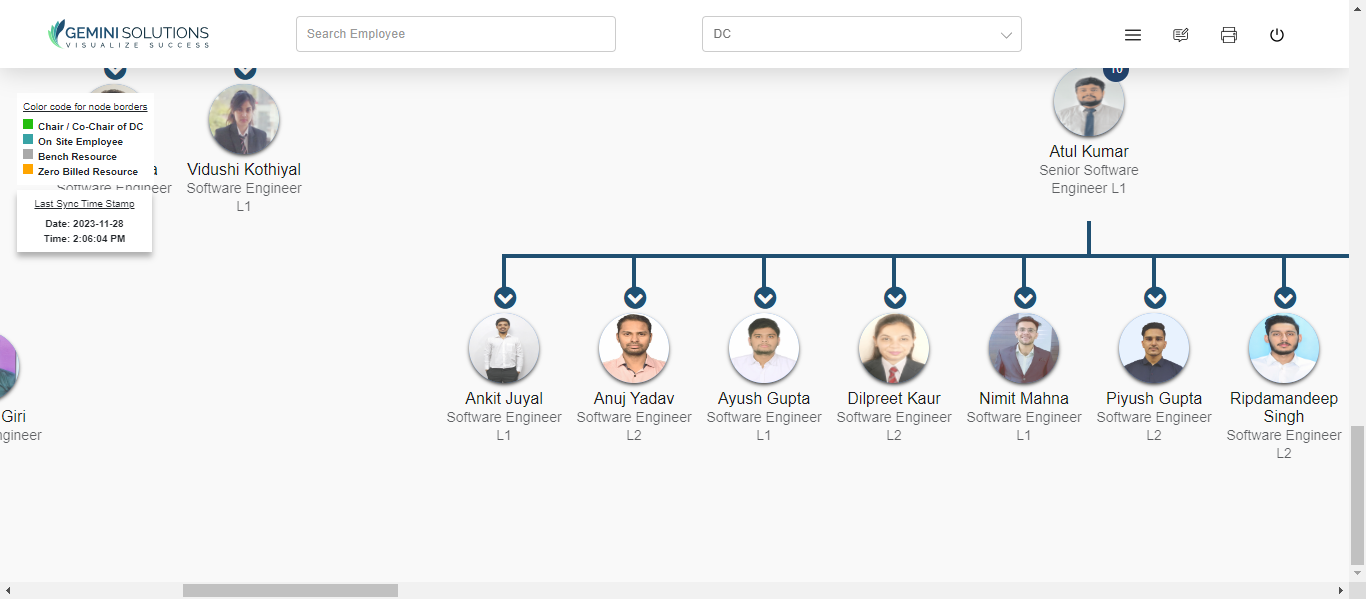 GEMINI SOLUTIONS
VISUALIZE SUCCESS
Search Employee
DC
10
Color code for node borders
Chair / Co-Chair of DC
On Site Employee
Bench Resource
Zero Billed Resource
a
Software Engineer
Last Sync Time Stamp
Date: 2023-11-28
Time: 2:06:04 PM
Vidushi Kothiyal
Software Engineer
L1
Atul Kumar
Senior Software
Engineer L1
Giri
ngineer
Ankit Juyal
Software Engineer
L1
Anuj Yadav
Software Engineer
L2
Ayush Gupta
Software Engineer
L1
Dilpreet Kaur
Software Engineer
L2
Nimit Mahna
Software Engineer
L1
Piyush Gupta
Software Engineer
L2
Ripdamandeep
Singh
Software Engineer
L2